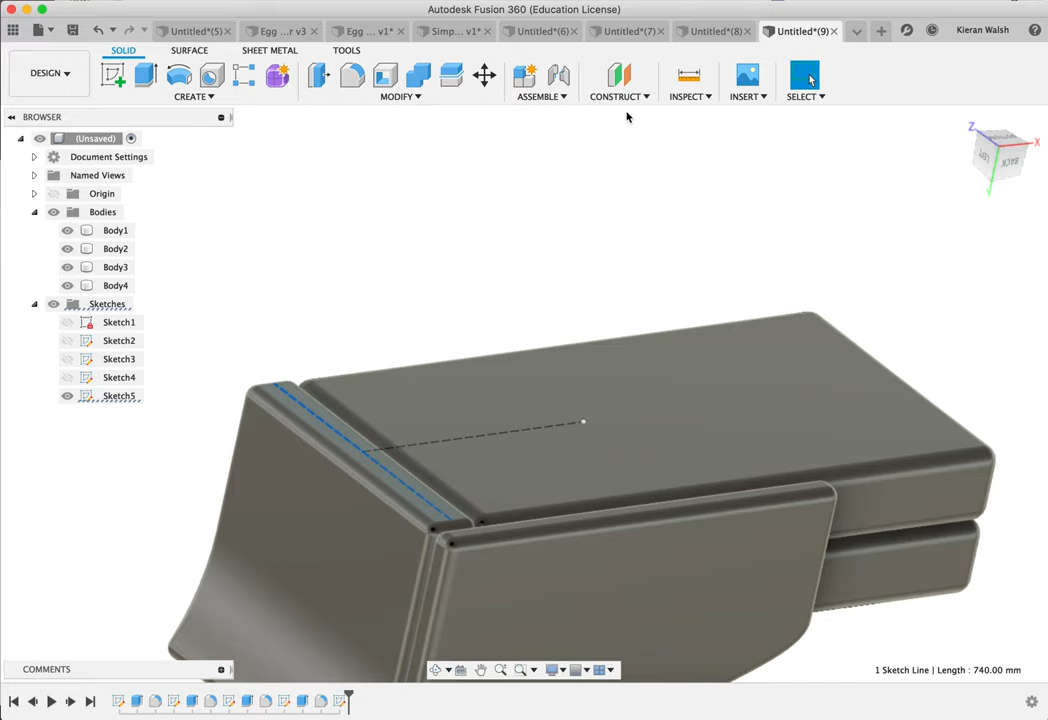 Autodesk Fusion 360 (Education License)
Untitled*(5) Egg ...r v3 Egg ... v1* Simp... v1* Untitled*(6) Untitled*(7) Untitled*(8) Untitled*(9) Kieran Walsh
SOLID SURFACE SHEET METAL TOOLS
DESIGN
CREATE MODIFY ASSEMBLE CONSTRUCT INSPECT INSERT SELECT
BROWSER
(Unsaved)
Document Settings
Named Views
Origin
Bodies
Body1
Body2
Body3
Body4
Sketches
Sketch1
Sketch2
Sketch3
Sketch4
Sketch5
Z
X
LEFT
BACK
Y
COMMENTS
1 Sketch Line | Length : 740.00 mm